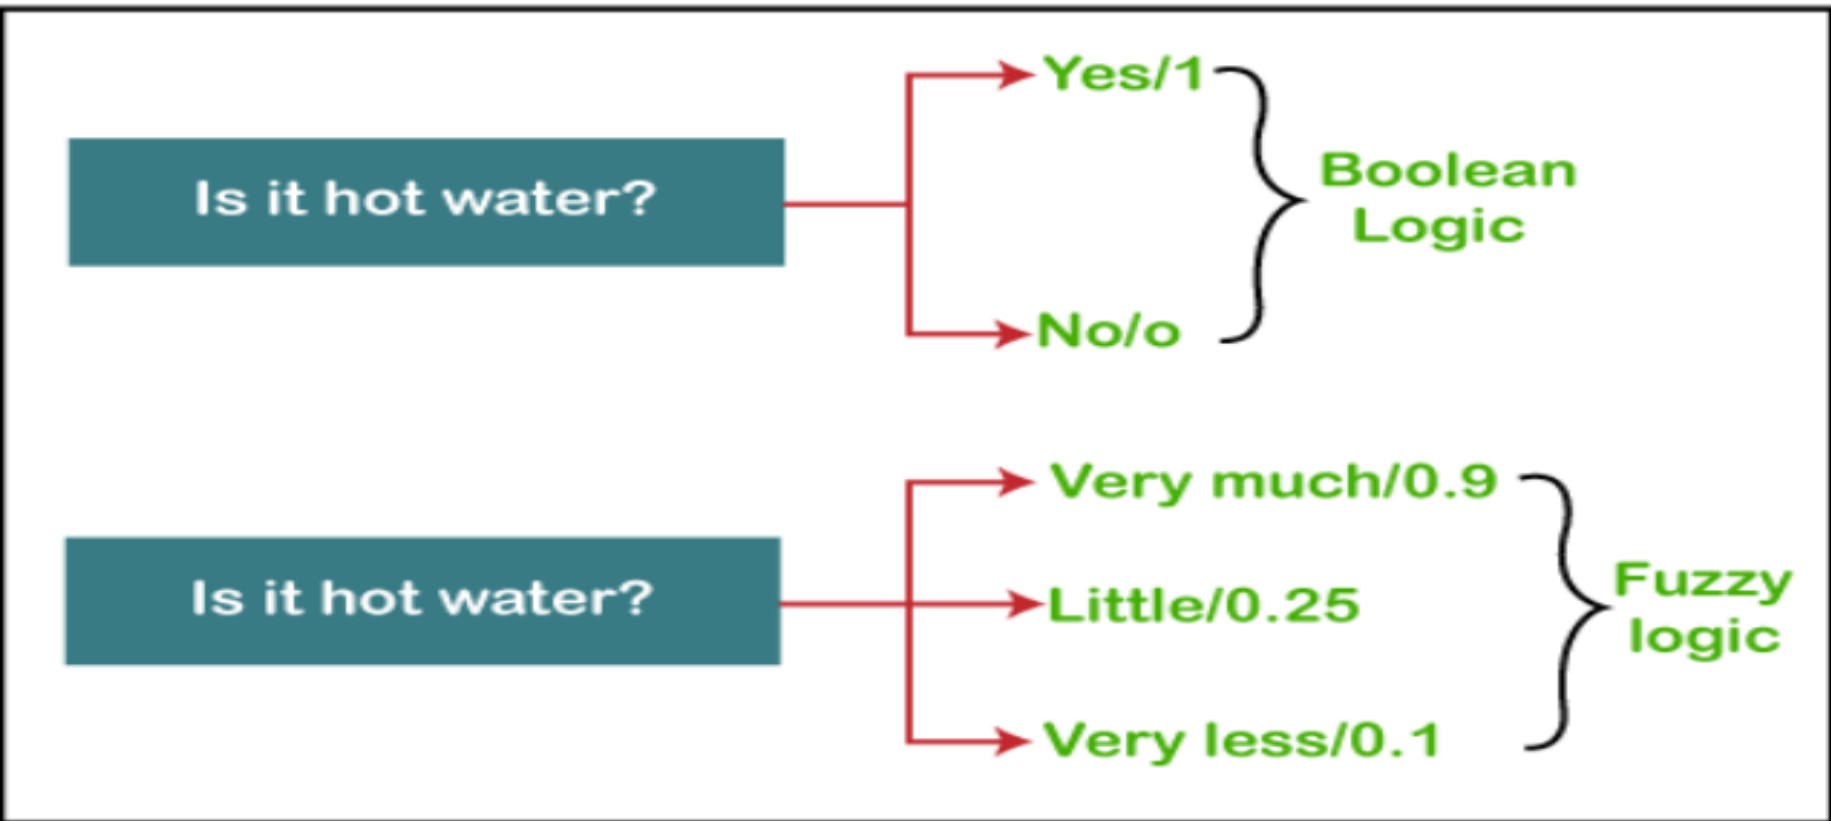 Is it hot water?
Yes/1
No/o
Boolean
Logic
Is it hot water?
Very much/0.9
Little/0.25
Very less/0.1
Fuzzy
logic